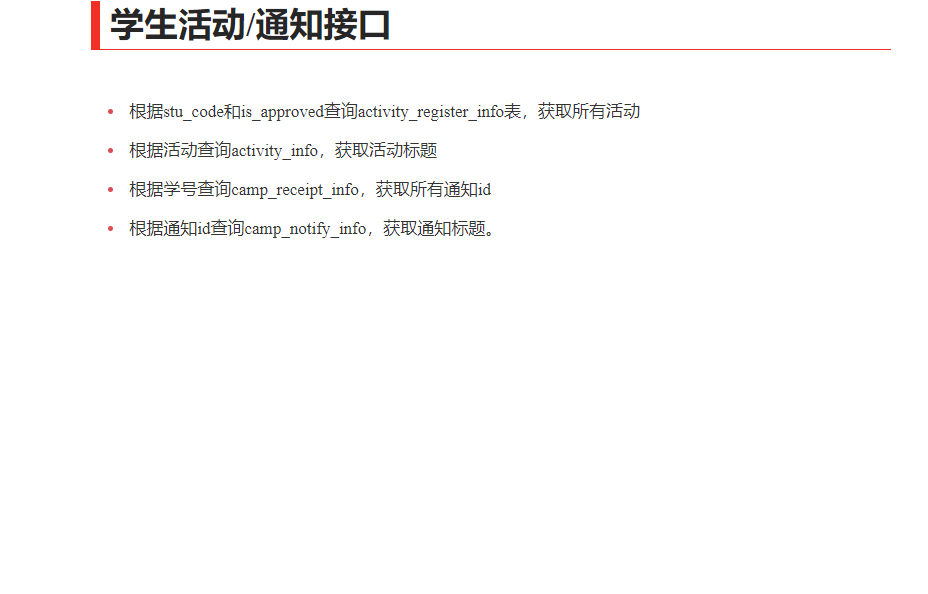 学生活动/通知接口
根据stu_code和is_approved查询activity_register_info表，获取所有活动
根据活动查询activity_info，获取活动标题
根据学号查询camp_receipt_info，获取所有通知id
根据通知id查询camp_notify_info，获取通知标题。